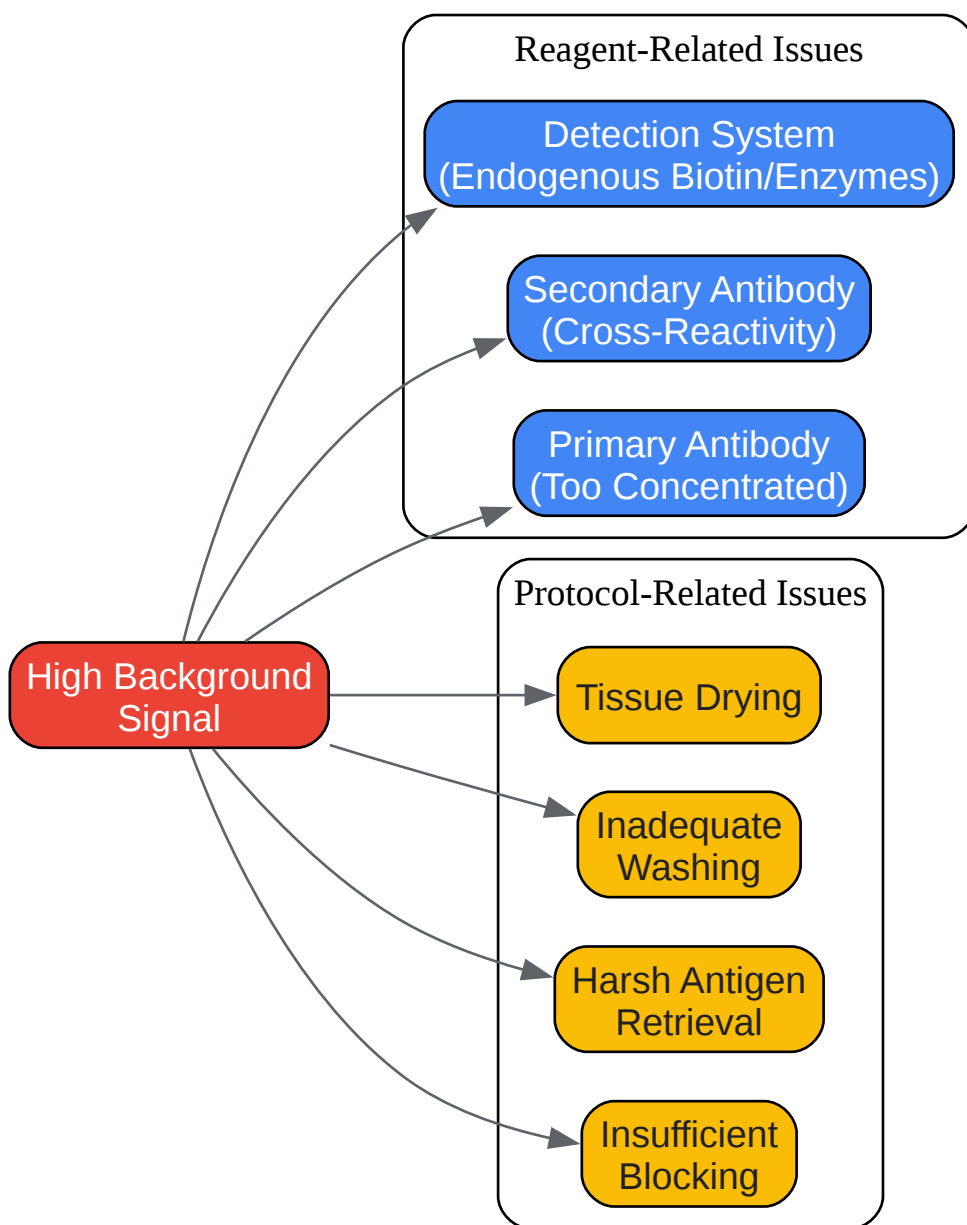 Reagent-Related Issues
Detection System
(Endogenous Biotin/Enzymes)
Secondary Antibody
(Cross-Reactivity)
Primary Antibody
(Too Concentrated)
High Background
Signal
Protocol-Related Issues
Tissue Drying
Inadequate
Washing
Harsh Antigen
Retrieval
Insufficient
Blocking